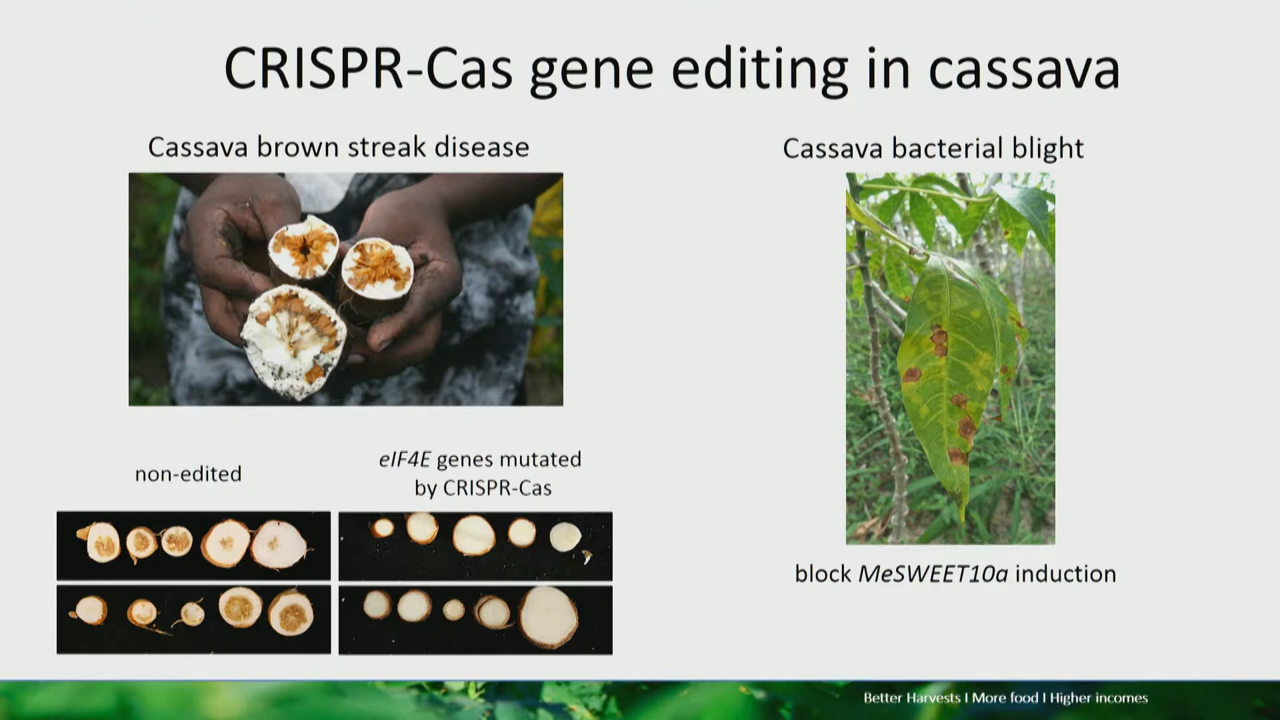 CRISPR-Cas gene editing in cassava
Cassava brown streak disease
Cassava bacterial blight
non-edited
eIF4E genes mutated
by CRISPR-Cas
block MeSWEET10a induction
Better Harvests I More food I Higher incomes